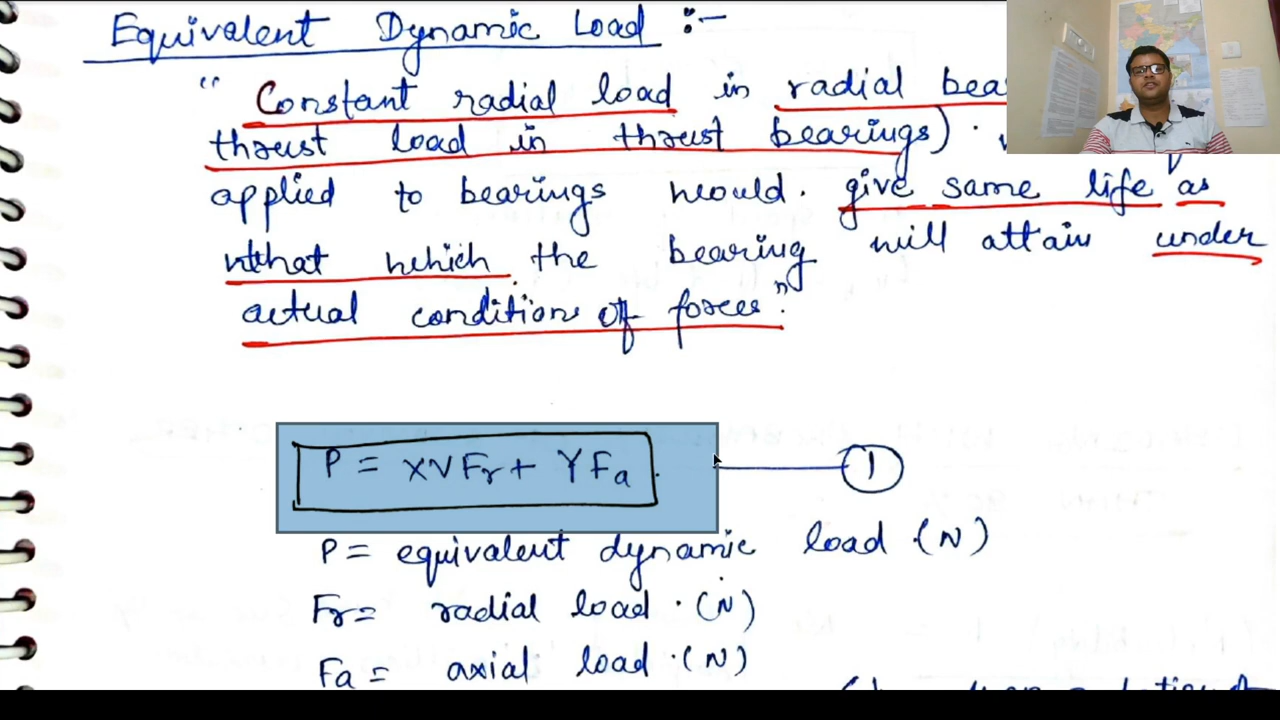 Equivalent Dynamic Load :-
" Constant radial load in radial bea
thrust load in thrust bearings)
applied to bearings would. give same life as
that which the bearing will attain under
actual conditions of forces."
P = XVFr + YFa.
1
P = equivalent dynamic load (N)
Fr = radial load. (N)
Fa = axial load. (N)